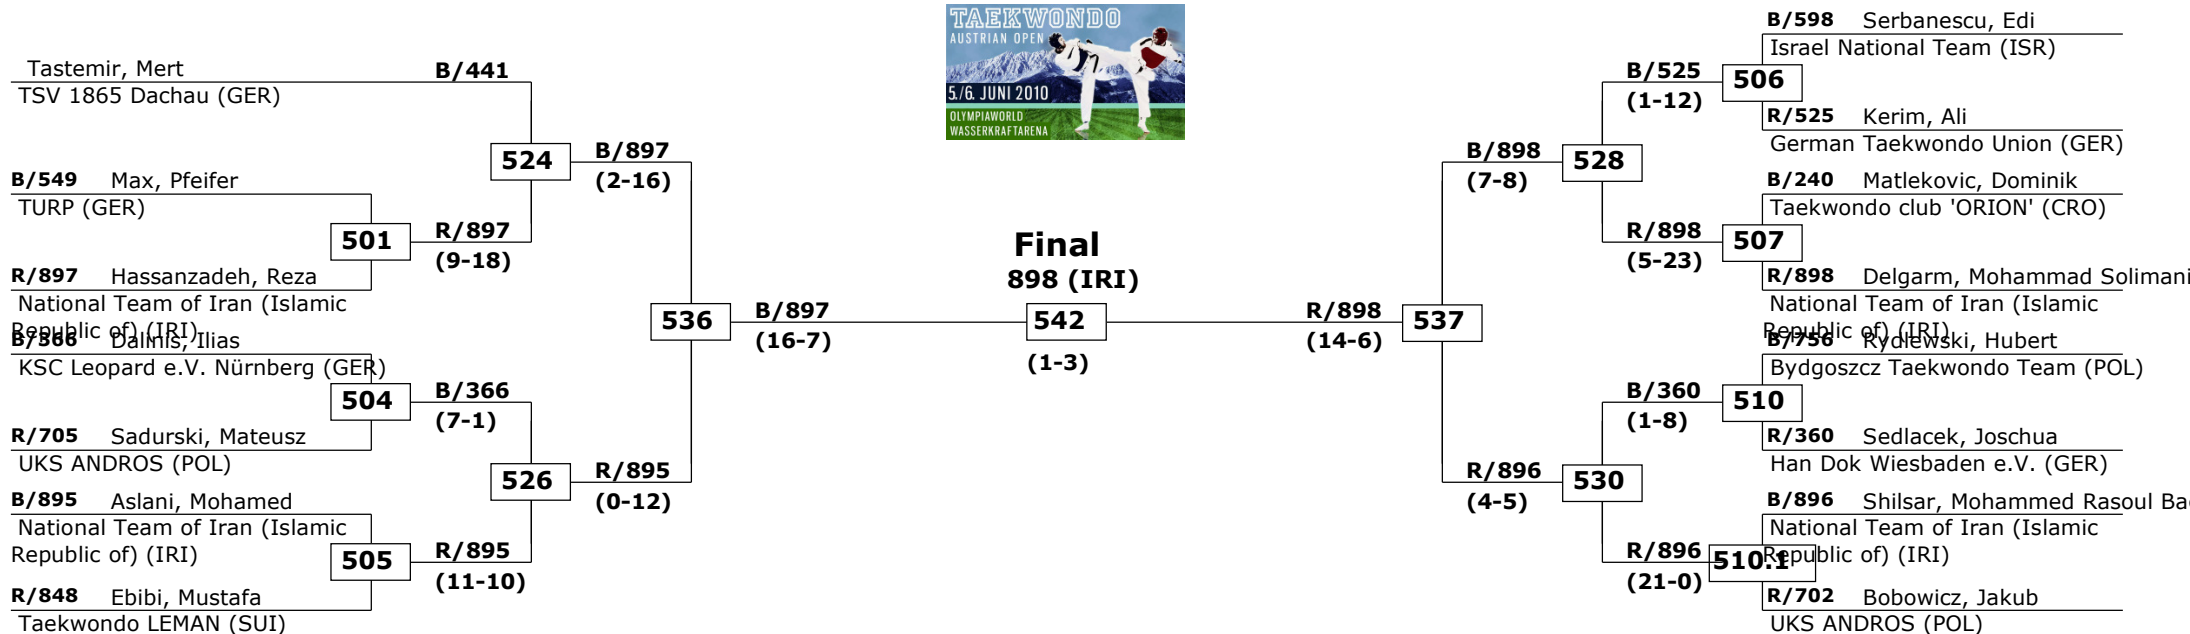 TAEKWONDO
AUSTRIAN OPEN
5./6. JUNI 2010
OLYMPIAWORLD
WASSERKRAFTARENA
Tastemir, Mert
B/441
TSV 1865 Dachau (GER)
524
B/549 Max, Pfeifer
TURP (GER)
501
R/897
(9-18)
R/897 Hassanzadeh, Reza
National Team of Iran (Islamic
Republic of) (IRI)
B/897
(2-16)
B/366 Dalinis, Ilias
KSC Leopard e.V. Nürnberg (GER)
504
B/366
(7-1)
R/705 Sadurski, Mateusz
UKS ANDROS (POL)
526
R/895
(0-12)
B/895 Aslani, Mohamed
National Team of Iran (Islamic
Republic of) (IRI)
505
R/895
(11-10)
R/848 Ebibi, Mustafa
Taekwondo LEMAN (SUI)
536
B/897
(16-7)
Final
898 (IRI)
542
(1-3)
R/898
(14-6)
537
B/898
(7-8)
528
B/525
(1-12)
506
B/598 Serbanescu, Edi
Israel National Team (ISR)
R/525 Kerim, Ali
German Taekwondo Union (GER)
R/898
(5-23)
507
B/240 Matlekovic, Dominik
Taekwondo club 'ORION' (CRO)
R/898 Delgarm, Mohammad Solimani
National Team of Iran (Islamic
Republic of) (IRI)
R/896
(4-5)
530
B/360
(1-8)
510
B/756 Rydlewski, Hubert
Bydgoszcz Taekwondo Team (POL)
R/360 Sedlacek, Joschua
Han Dok Wiesbaden e.V. (GER)
R/896
(21-0)
510.1
B/896 Shilsar, Mohammed Rasoul
National Team of Iran (Islamic
Republic of) (IRI)
R/702 Bobowicz, Jakub
UKS ANDROS (POL)